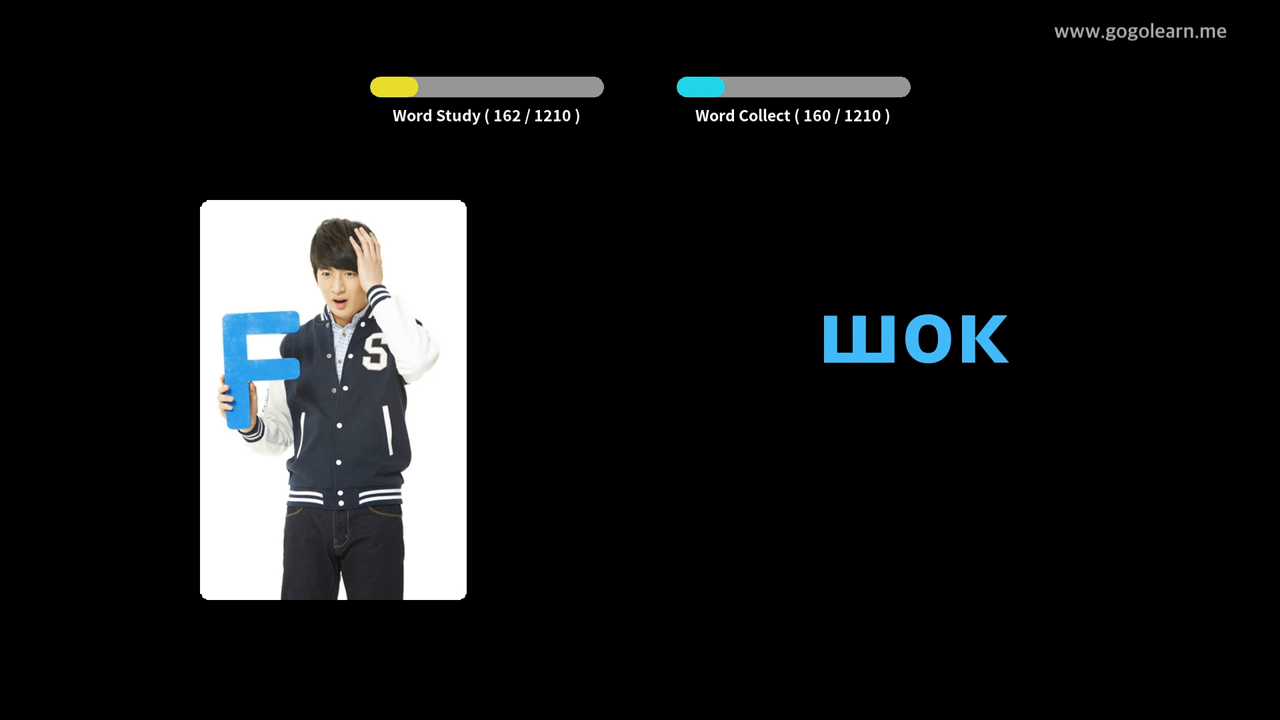 www.gogolearn.me
Word Study ( 162 / 1210 )
Word Collect ( 160 / 1210 )
F
S
шок